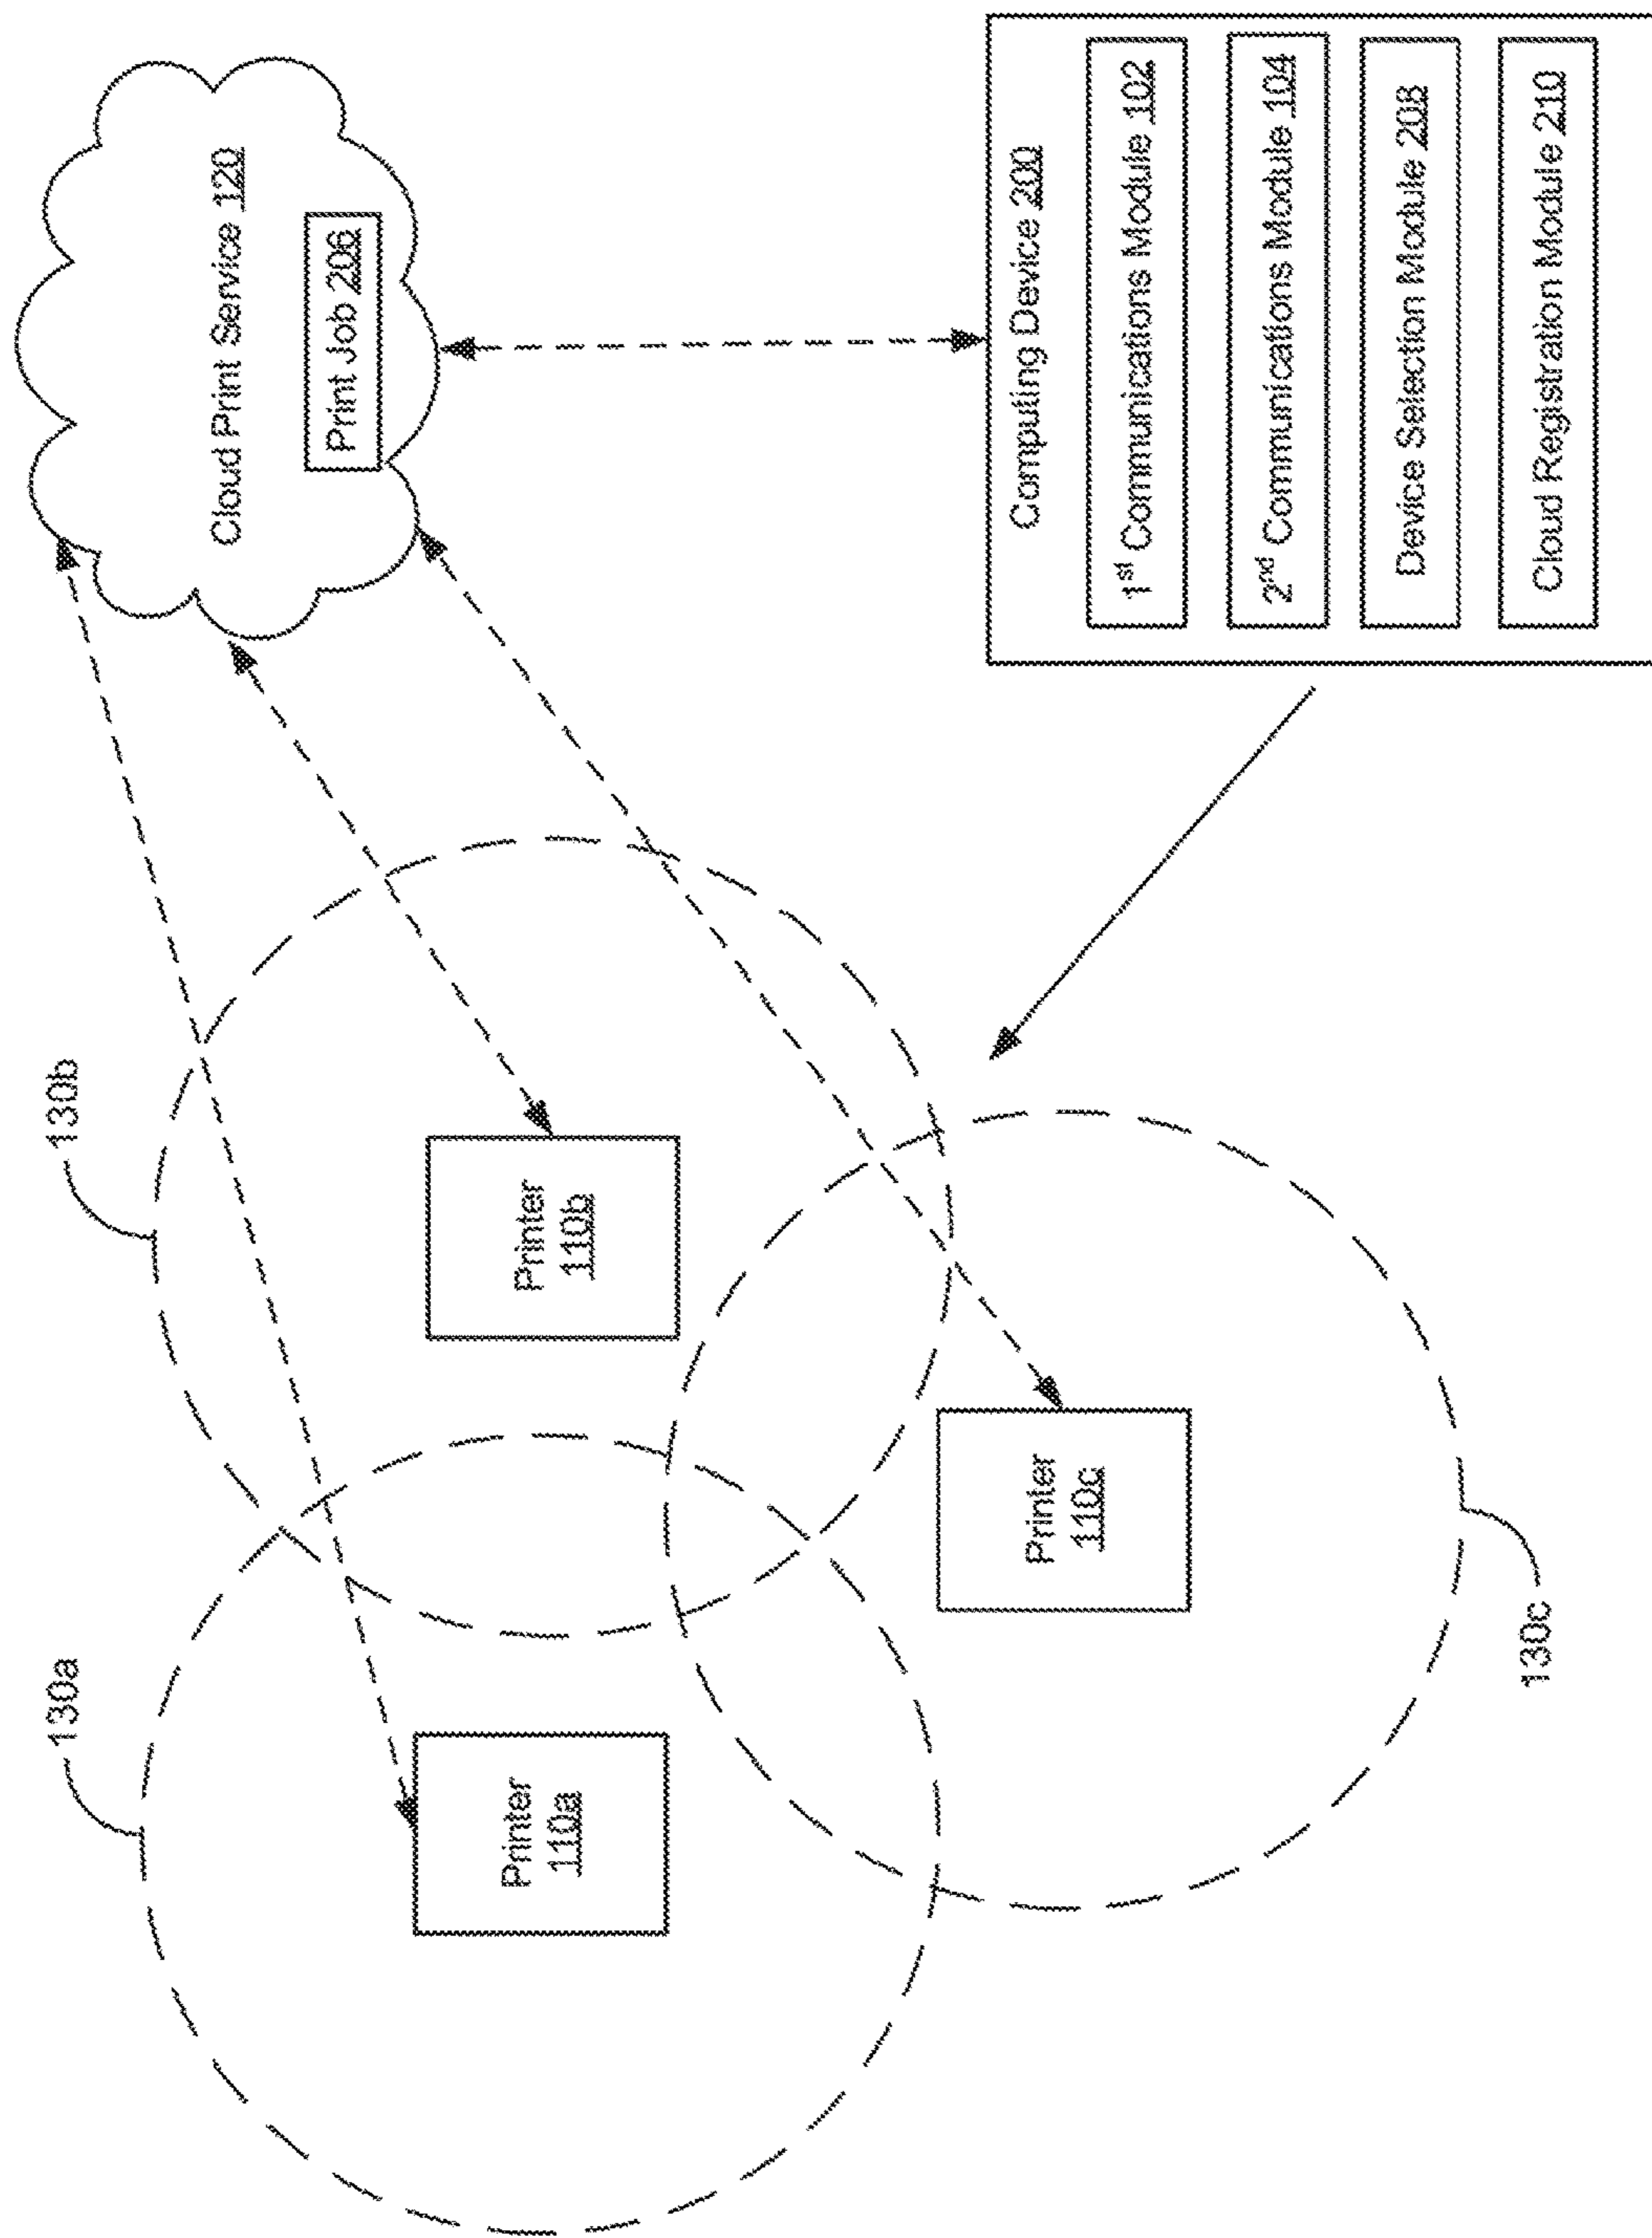 130a
130b
Cloud Print Service 120
Print Job 206
Printer
110a
Printer
110b
Printer
110c
130c
Computing Device 200
1st Communications Module 102
2nd Communications Module 104
Device Selection Module 208
Cloud Registration Module 210